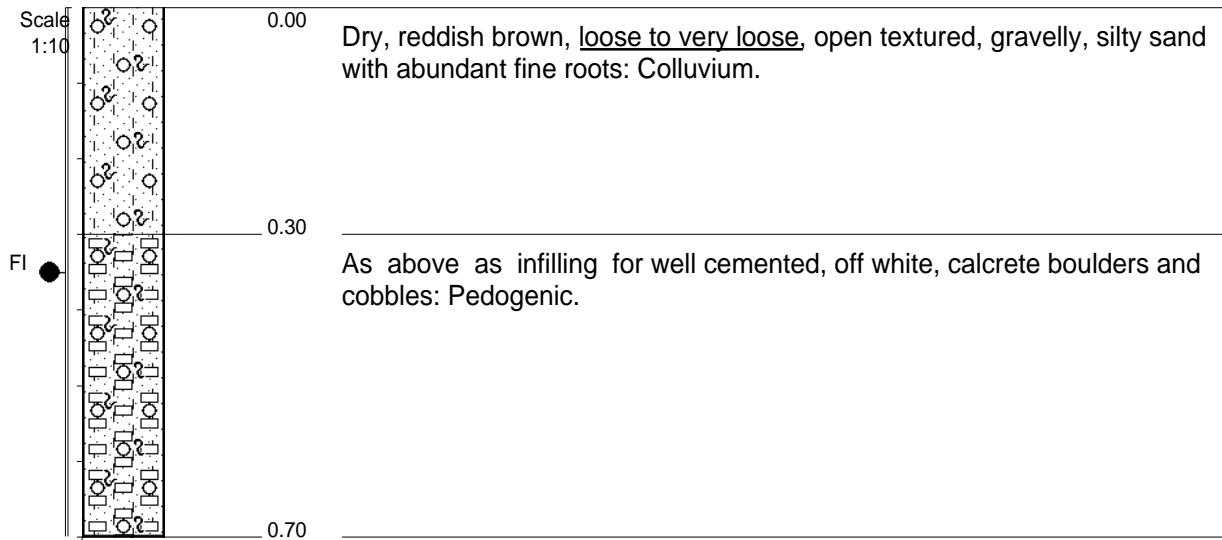 Scale
1:10
0.00
Dry, reddish brown, loose to very loose, open textured, gravelly, silty sand
with abundant fine roots: Colluvium.
0.30
FI
As above as infilling for well cemented, off white, calcrete boulders and
cobbles: Pedogenic.
0.70